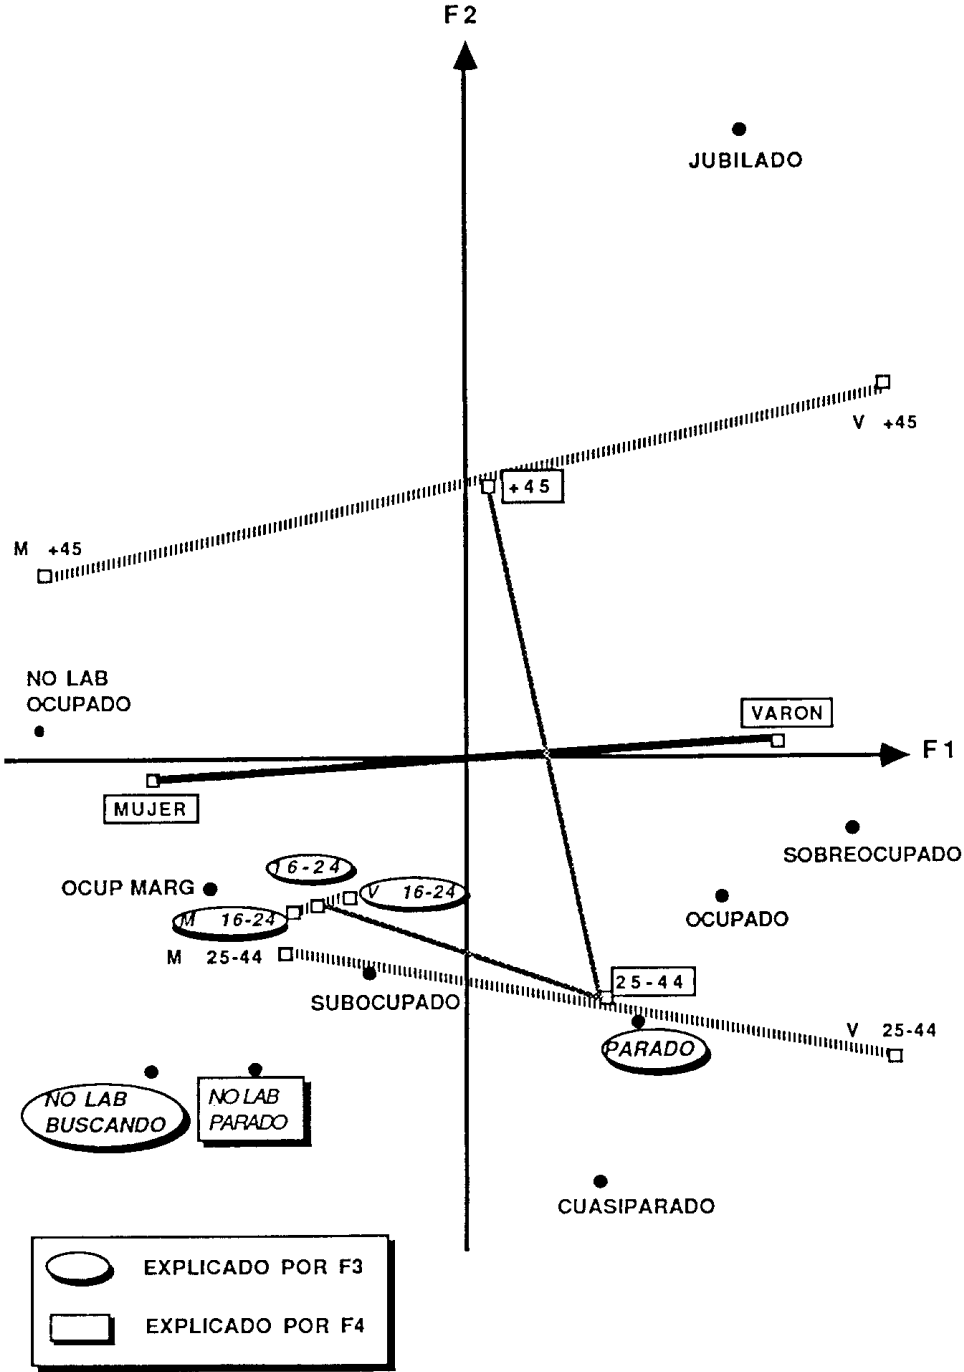 F2
JUBILADO
V +45
+45
M +45
NO LAB
OCUPADO
VARON
F1
MUJER
SOBREOCUPADO
16-24
OCUP MARG
V 16-24
OCUPADO
M 16-24
M 25-44
25-44
SUBOCUPADO
V 25-44
PARADO
NO LAB
BUSCANDO
NO LAB
PARADO
CUASIPARADO
EXPLICADO POR F3
EXPLICADO POR F4